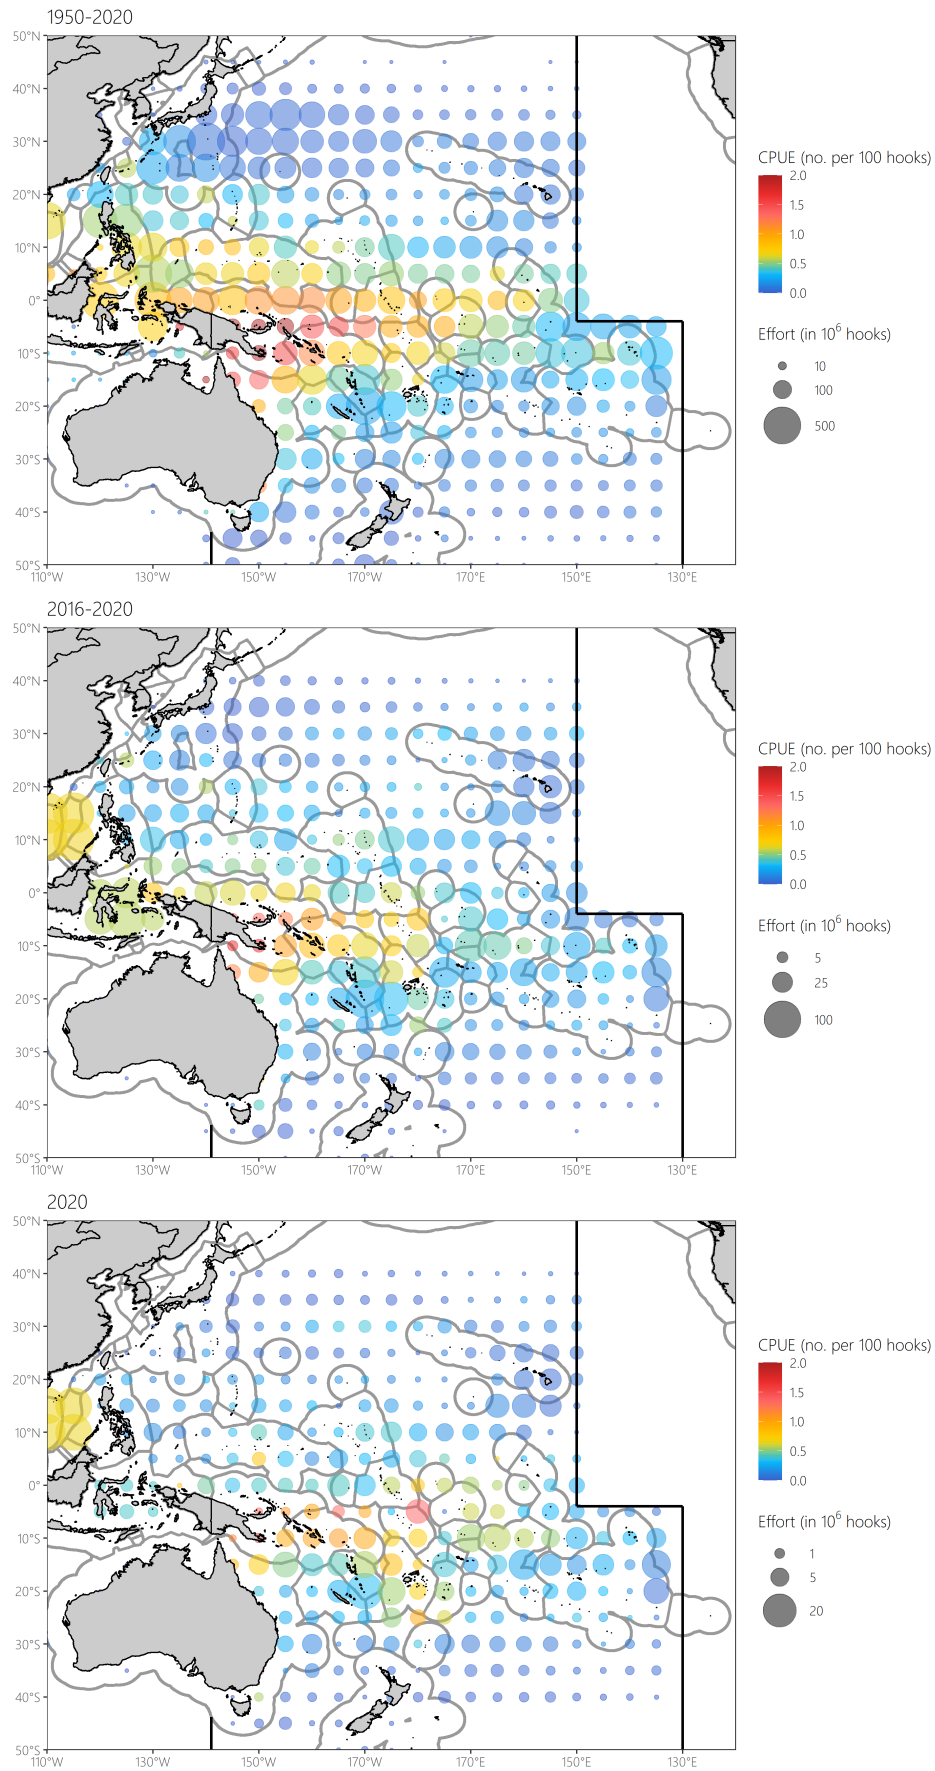 1950-2020
50°N
40°N
30°N
20°N
10°N
0°
10°S
20°S
30°S
40°S
50°S
110°W
130°W
150°W
170°W
170°E
150°E
130°E
CPUE (no. per 100 hooks)
2.0
1.5
1.0
0.5
0.0
Effort (in 10⁶ hooks)
10
100
500
2016-2020
50°N
40°N
30°N
20°N
10°N
0°
10°S
20°S
30°S
40°S
50°S
110°W
130°W
150°W
170°W
170°E
150°E
130°E
CPUE (no. per 100 hooks)
2.0
1.5
1.0
0.5
0.0
Effort (in 10⁶ hooks)
5
25
100
2020
50°N
40°N
30°N
20°N
10°N
0°
10°S
20°S
30°S
40°S
50°S
110°W
130°W
150°W
170°W
170°E
150°E
130°E
CPUE (no. per 100 hooks)
2.0
1.5
1.0
0.5
0.0
Effort (in 10⁶ hooks)
1
5
20